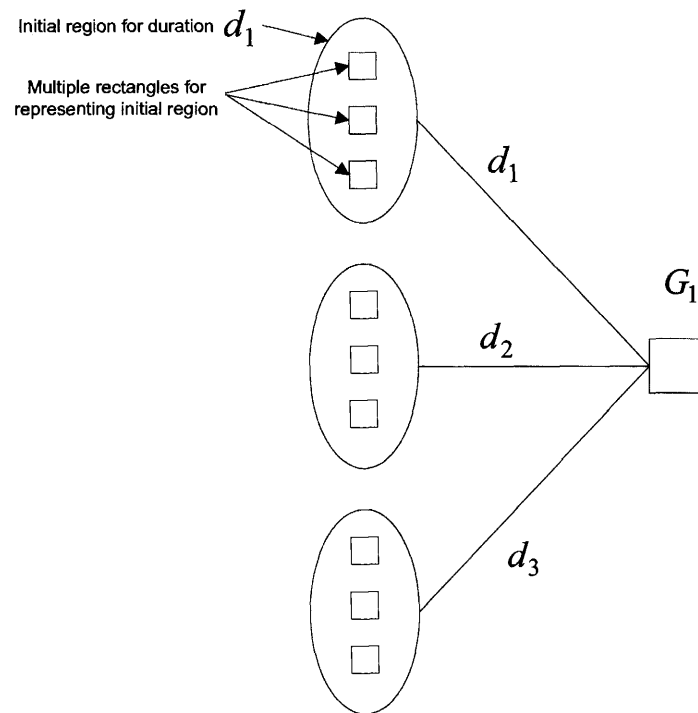 Initial region for duration d₁
Multiple rectangles for
representing initial region
d₁
G₁
d₂
d₃